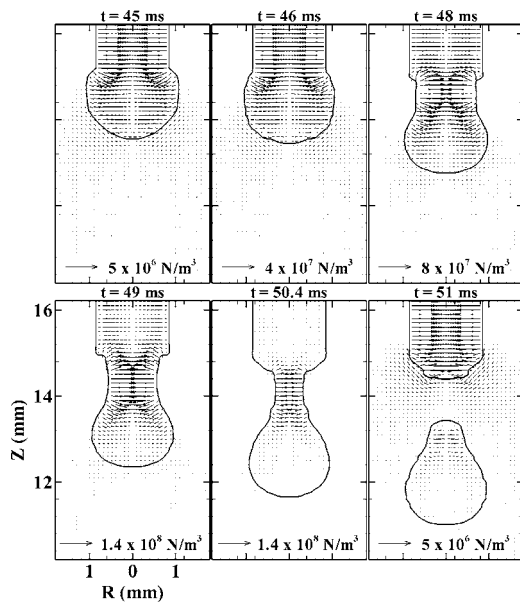 t = 45 ms
t = 46 ms
t = 48 ms
5 x 10⁶ N/m³
4 x 10⁷ N/m³
8 x 10⁷ N/m³
t = 49 ms
t = 50.4 ms
t = 51 ms
16
14
12
Z (mm)
1.4 x 10⁸ N/m³
1.4 x 10⁸ N/m³
5 x 10⁶ N/m³
1 0 1
R (mm)